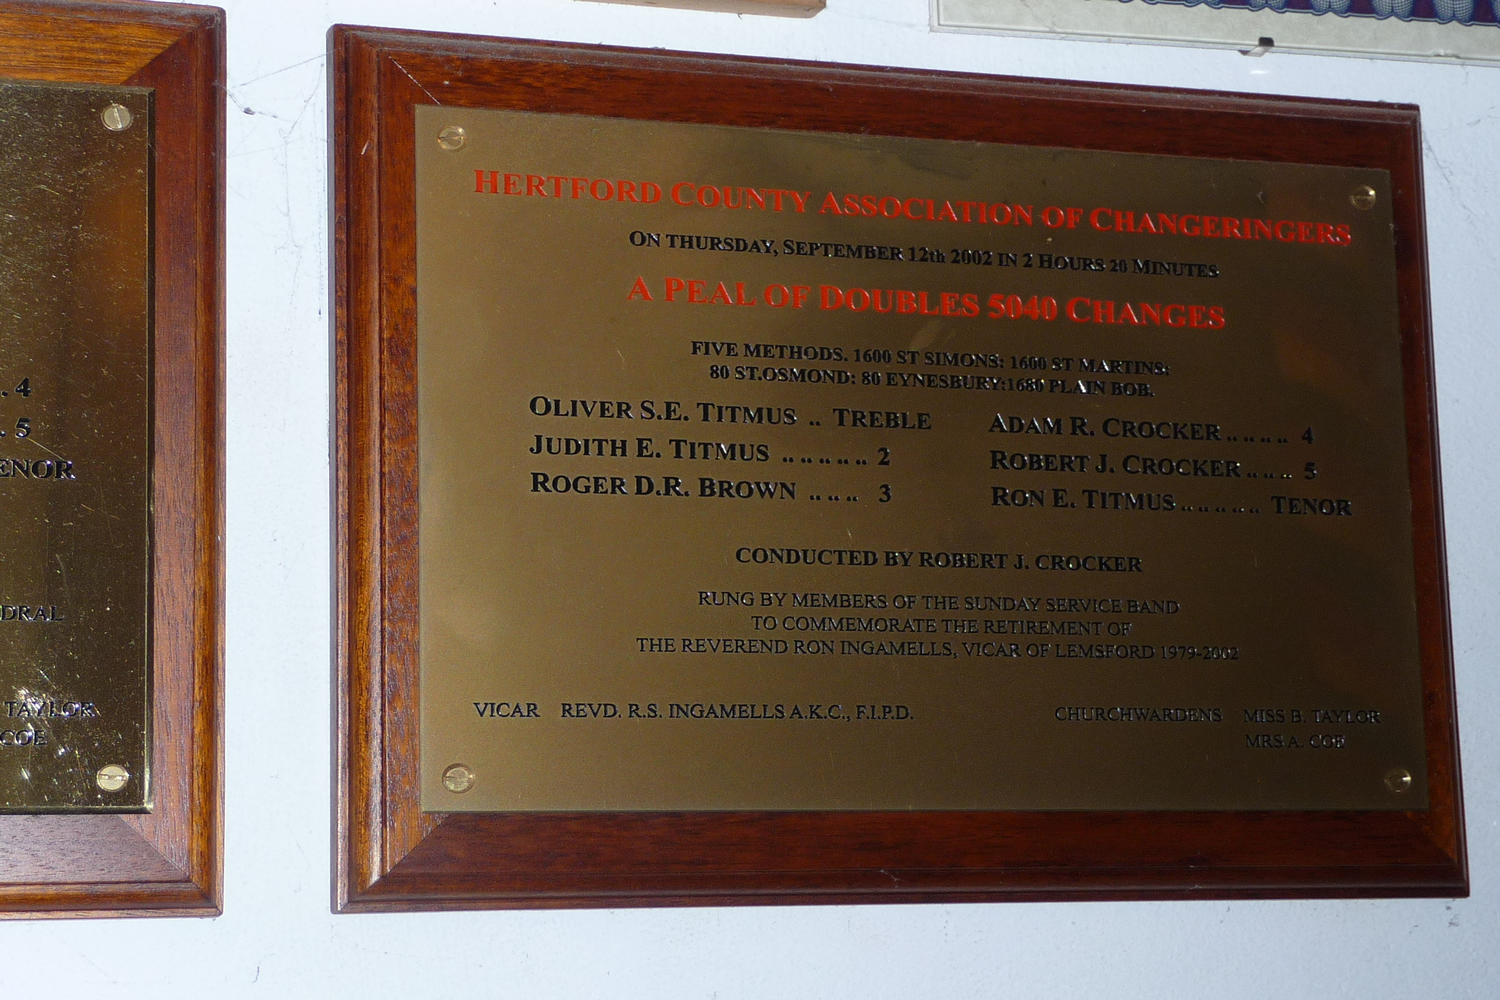 . 4
. 5
ENOR
DRAL
TAYLOR
COE
HERTFORD COUNTY ASSOCIATION OF CHANGERINGERS
ON THURSDAY, SEPTEMBER 12th 2002 IN 2 HOURS 20 MINUTES
A PEAL OF DOUBLES 5040 CHANGES
FIVE METHODS. 1600 ST SIMONS: 1600 ST MARTINS:
80 ST.OSMOND: 80 EYNESBURY:1680 PLAIN BOB.
OLIVER S.E. TITMUS .. TREBLE ADAM R. CROCKER .. .. .. .. 4
JUDITH E. TITMUS .. .. .. .. .. 2 ROBERT J. CROCKER .. .. .. 5
ROGER D.R. BROWN .. .. .. 3 RON E. TITMUS .. .. .. .. .. TENOR
CONDUCTED BY ROBERT J. CROCKER
RUNG BY MEMBERS OF THE SUNDAY SERVICE BAND
TO COMMEMORATE THE RETIREMENT OF
THE REVEREND RON INGAMELLS, VICAR OF LEMSFORD 1979-2002
VICAR REVD. R.S. INGAMELLS A.K.C., F.I.P.D. CHURCHWARDENS MISS B. TAYLOR
MRS A. COE